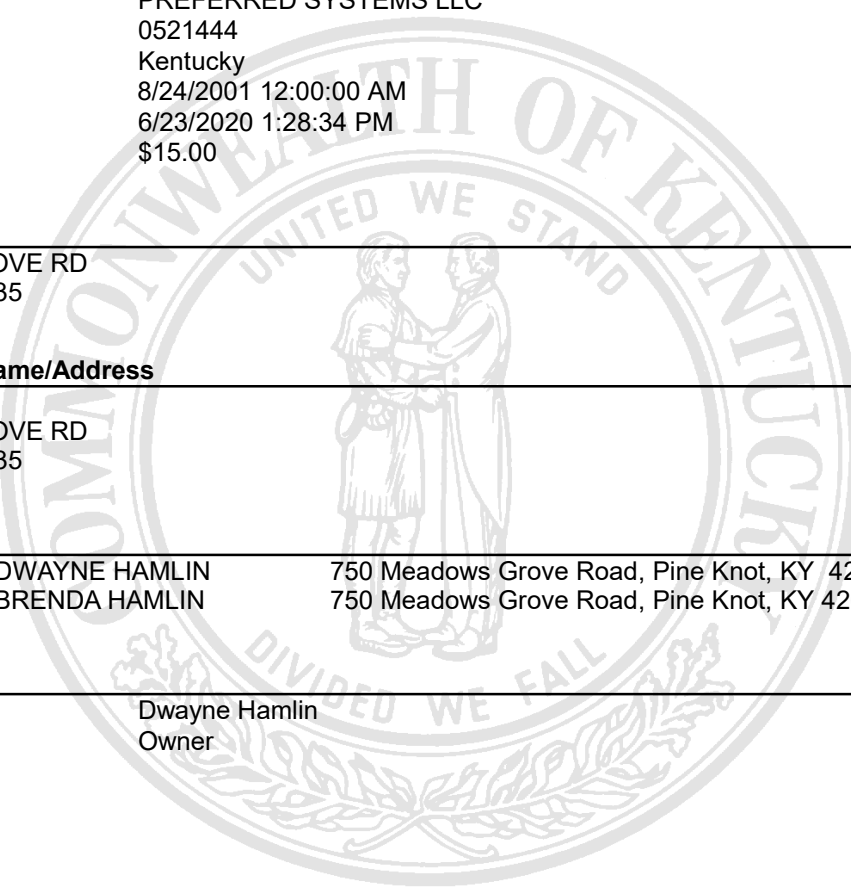 PREFERRED SYSTEMS LLC
0521444
Kentucky
8/24/2001 12:00:00 AM
6/23/2020 1:28:34 PM
$15.00
COMMONWEALTH OF KENTUCKY
UNITED WE STAND
OVE RD
35
ame/Address
OVE RD
35
DWAYNE HAMLIN 750 Meadows Grove Road, Pine Knot, KY 42
BRENDA HAMLIN 750 Meadows Grove Road, Pine Knot, KY 42
DIVIDED WE FALL
Dwayne Hamlin
Owner